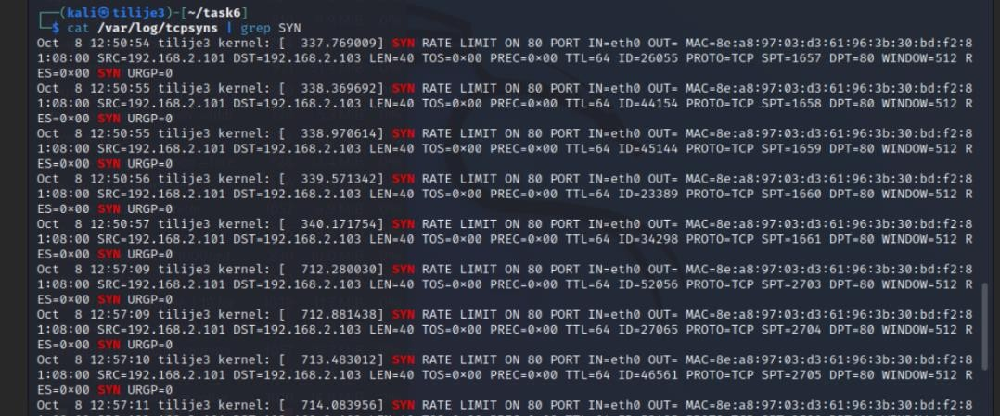 ┌──(kali㉿tilije3)-[~/task6]
└─$ cat /var/log/tcpsyns | grep SYN
Oct  8 12:50:54 tilije3 kernel: [  337.769009] SYN RATE LIMIT ON 80 PORT IN=eth0 OUT= MAC=8e:a8:97:03:d3:61:96:3b:30:bd:f2:8
1:08:00 SRC=192.168.2.101 DST=192.168.2.103 LEN=40 TOS=0×00 PREC=0×00 TTL=64 ID=26055 PROTO=TCP SPT=1657 DPT=80 WINDOW=512 R
ES=0×00 SYN URGP=0
Oct  8 12:50:55 tilije3 kernel: [  338.369692] SYN RATE LIMIT ON 80 PORT IN=eth0 OUT= MAC=8e:a8:97:03:d3:61:96:3b:30:bd:f2:8
1:08:00 SRC=192.168.2.101 DST=192.168.2.103 LEN=40 TOS=0×00 PREC=0×00 TTL=64 ID=44154 PROTO=TCP SPT=1658 DPT=80 WINDOW=512 R
ES=0×00 SYN URGP=0
Oct  8 12:50:55 tilije3 kernel: [  338.970614] SYN RATE LIMIT ON 80 PORT IN=eth0 OUT= MAC=8e:a8:97:03:d3:61:96:3b:30:bd:f2:8
1:08:00 SRC=192.168.2.101 DST=192.168.2.103 LEN=40 TOS=0×00 PREC=0×00 TTL=64 ID=45144 PROTO=TCP SPT=1659 DPT=80 WINDOW=512 R
ES=0×00 SYN URGP=0
Oct  8 12:50:56 tilije3 kernel: [  339.571342] SYN RATE LIMIT ON 80 PORT IN=eth0 OUT= MAC=8e:a8:97:03:d3:61:96:3b:30:bd:f2:8
1:08:00 SRC=192.168.2.101 DST=192.168.2.103 LEN=40 TOS=0×00 PREC=0×00 TTL=64 ID=23389 PROTO=TCP SPT=1660 DPT=80 WINDOW=512 R
ES=0×00 SYN URGP=0
Oct  8 12:50:57 tilije3 kernel: [  340.171754] SYN RATE LIMIT ON 80 PORT IN=eth0 OUT= MAC=8e:a8:97:03:d3:61:96:3b:30:bd:f2:8
1:08:00 SRC=192.168.2.101 DST=192.168.2.103 LEN=40 TOS=0×00 PREC=0×00 TTL=64 ID=34298 PROTO=TCP SPT=1661 DPT=80 WINDOW=512 R
ES=0×00 SYN URGP=0
Oct  8 12:57:09 tilije3 kernel: [  712.280030] SYN RATE LIMIT ON 80 PORT IN=eth0 OUT= MAC=8e:a8:97:03:d3:61:96:3b:30:bd:f2:8
1:08:00 SRC=192.168.2.101 DST=192.168.2.103 LEN=40 TOS=0×00 PREC=0×00 TTL=64 ID=52056 PROTO=TCP SPT=2703 DPT=80 WINDOW=512 R
ES=0×00 SYN URGP=0
Oct  8 12:57:09 tilije3 kernel: [  712.881438] SYN RATE LIMIT ON 80 PORT IN=eth0 OUT= MAC=8e:a8:97:03:d3:61:96:3b:30:bd:f2:8
1:08:00 SRC=192.168.2.101 DST=192.168.2.103 LEN=40 TOS=0×00 PREC=0×00 TTL=64 ID=27065 PROTO=TCP SPT=2704 DPT=80 WINDOW=512 R
ES=0×00 SYN URGP=0
Oct  8 12:57:10 tilije3 kernel: [  713.483012] SYN RATE LIMIT ON 80 PORT IN=eth0 OUT= MAC=8e:a8:97:03:d3:61:96:3b:30:bd:f2:8
1:08:00 SRC=192.168.2.101 DST=192.168.2.103 LEN=40 TOS=0×00 PREC=0×00 TTL=64 ID=46561 PROTO=TCP SPT=2705 DPT=80 WINDOW=512 R
ES=0×00 SYN URGP=0
Oct  8 12:57:11 tilije3 kernel: [  714.083956] SYN RATE LIMIT ON 80 PORT IN=eth0 OUT= MAC=8e:a8:97:03:d3:61:96:3b:30:bd:f2:8